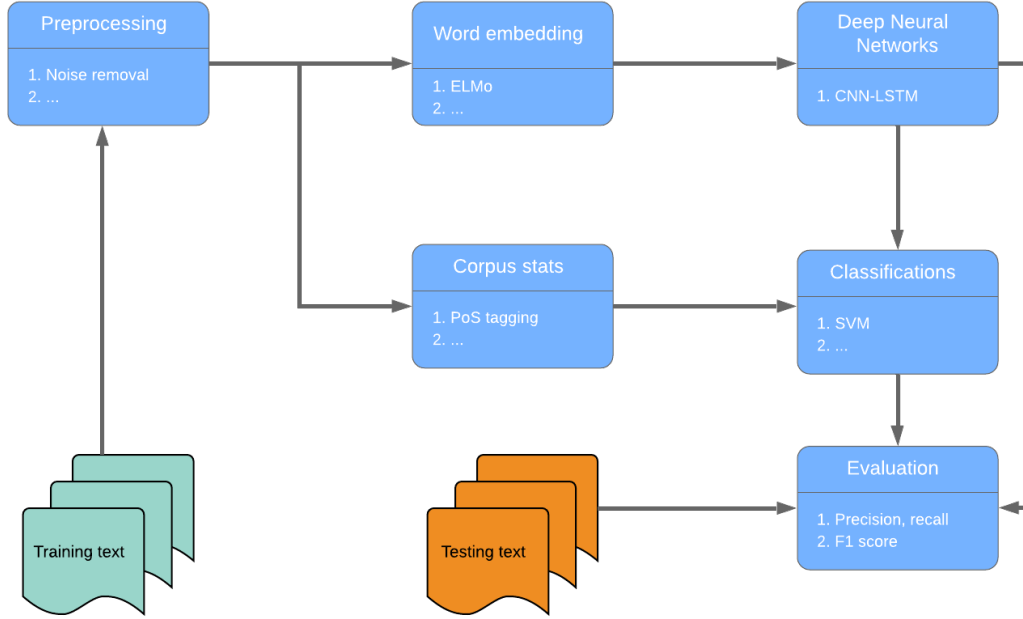 Preprocessing
1. Noise removal
2. ...
Word embedding
1. ELMo
2. ...
Deep Neural
Networks
1. CNN-LSTM
Corpus stats
1. PoS tagging
2. ...
Classifications
1. SVM
2. ...
Training text
Testing text
Evaluation
1. Precision, recall
2. F1 score